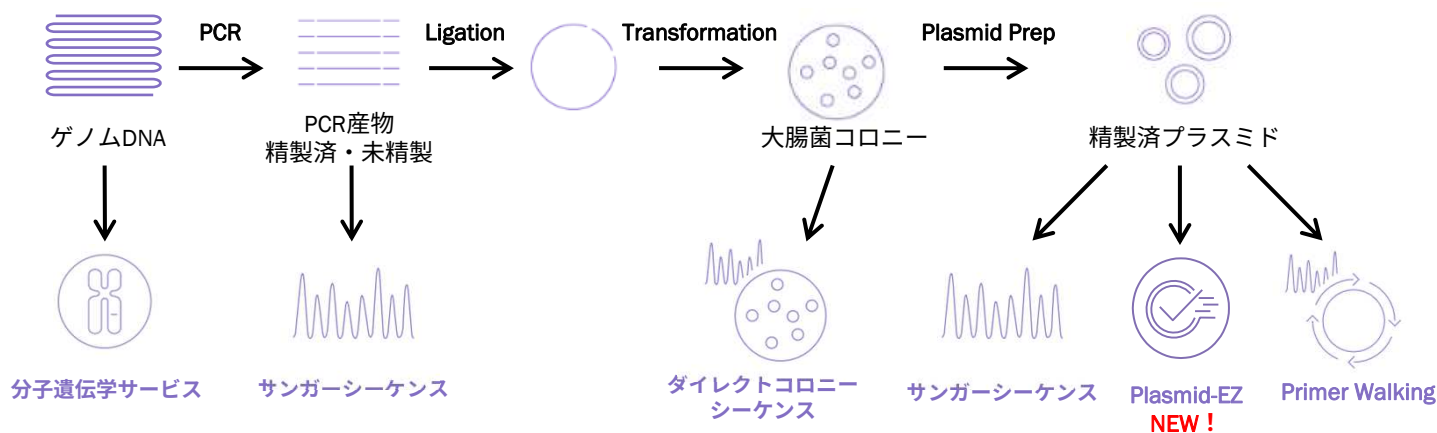 PCR
Ligation
Transformation
Plasmid Prep
ゲノムDNA
PCR産物
精製済・未精製
大腸菌コロニー
精製済プラスミド
分子遺伝学サービス
サンガーシーケンス
ダイレクトコロニー
シーケンス
サンガーシーケンス
Plasmid-EZ
NEW！
Primer Walking